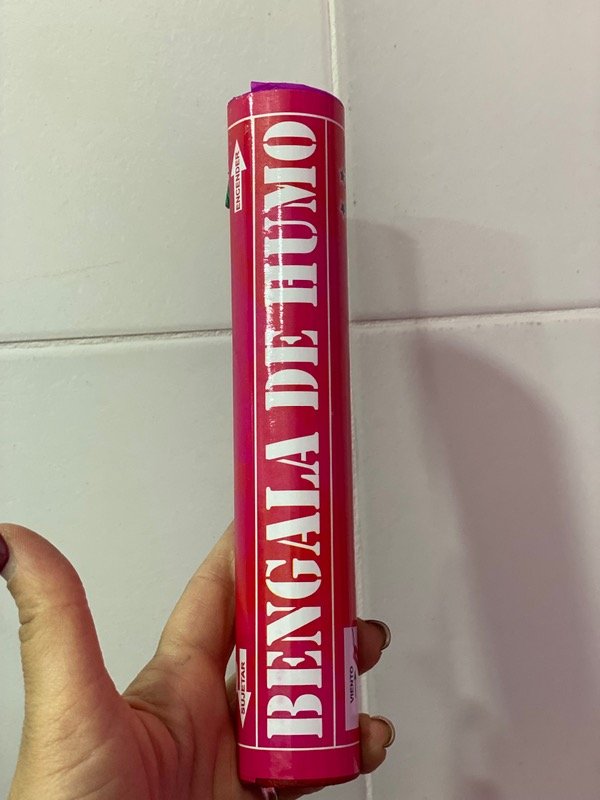 ENCENDER
BENGALA DE HUMO
SUJETAR
VIENTO